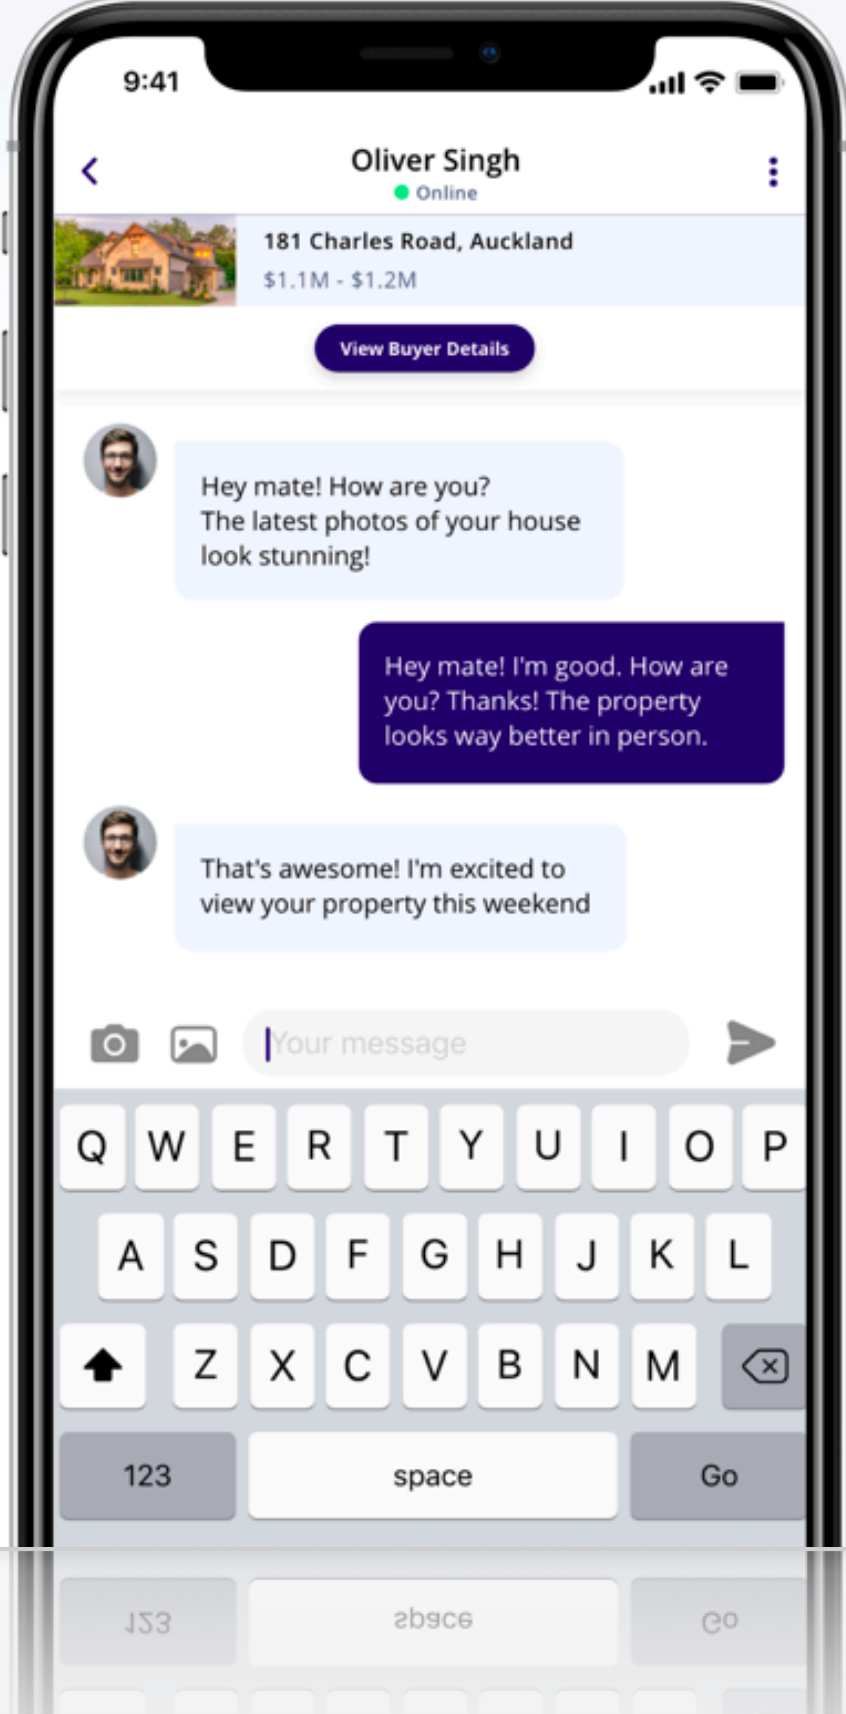 9:41
Oliver Singh
Online
181 Charles Road, Auckland
$1.1M - $1.2M
View Buyer Details
Hey mate! How are you?
The latest photos of your house
look stunning!
Hey mate! I'm good. How are
you? Thanks! The property
looks way better in person.
That's awesome! I'm excited to
view your property this weekend
Your message
Q W E R T Y U I O P
A S D F G H J K L
Z X C V B N M
123 space Go
123 space Go